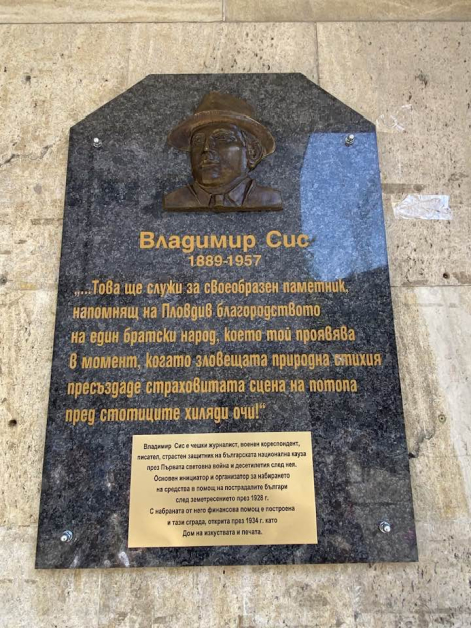 Владимир Сис
1889-1957
„...Това ще служи за своеобразен паметник,
напомнящ на Пловдив благородството
на един братски народ, което той проявява
в момент, когато зловещата природна стихия
пресъздаде страховитата сцена на потопа
пред стотиците хиляди очи!“
Владимир Сис е чешки журналист, военен кореспондент,
писател, страстен защитник на българската национална кауза
през Първата световна война и десетилетия след нея.
Основен инициатор и организатор за набирането
на средства в помощ на пострадалите българи
след земетресението през 1928 г.
С набраната от него финансова помощ е построена
и тази сграда, открита през 1934 г. като
Дом на изкуствата и печата.